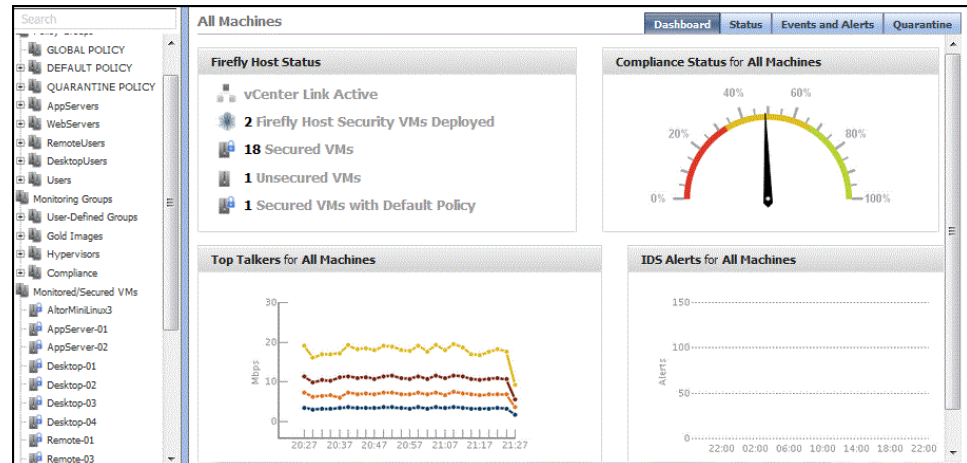 Search
Policy Groups
GLOBAL POLICY
DEFAULT POLICY
QUARANTINE POLICY
AppServers
WebServers
RemoteUsers
DesktopUsers
Users
Monitoring Groups
User-Defined Groups
Gold Images
Hypervisors
Compliance
Monitored/Secured VMs
AltorMiniLinux3
AppServer-01
AppServer-02
Desktop-01
Desktop-02
Desktop-03
Desktop-04
Remote-01
Remote-03
All Machines
Dashboard Status Events and Alerts Quarantine
Firefly Host Status
vCenter Link Active
2 Firefly Host Security VMs Deployed
18 Secured VMs
1 Unsecured VMs
1 Secured VMs with Default Policy
Compliance Status for All Machines
40% 60%
20% 80%
0% 100%
Top Talkers for All Machines
30
20
10
0
Mbps
20:27 20:37 20:47 20:57 21:07 21:17 21:27
IDS Alerts for All Machines
150
100
50
0
Alerts
22:00 02:00 06:00 10:00 14:00 18:00 22:00